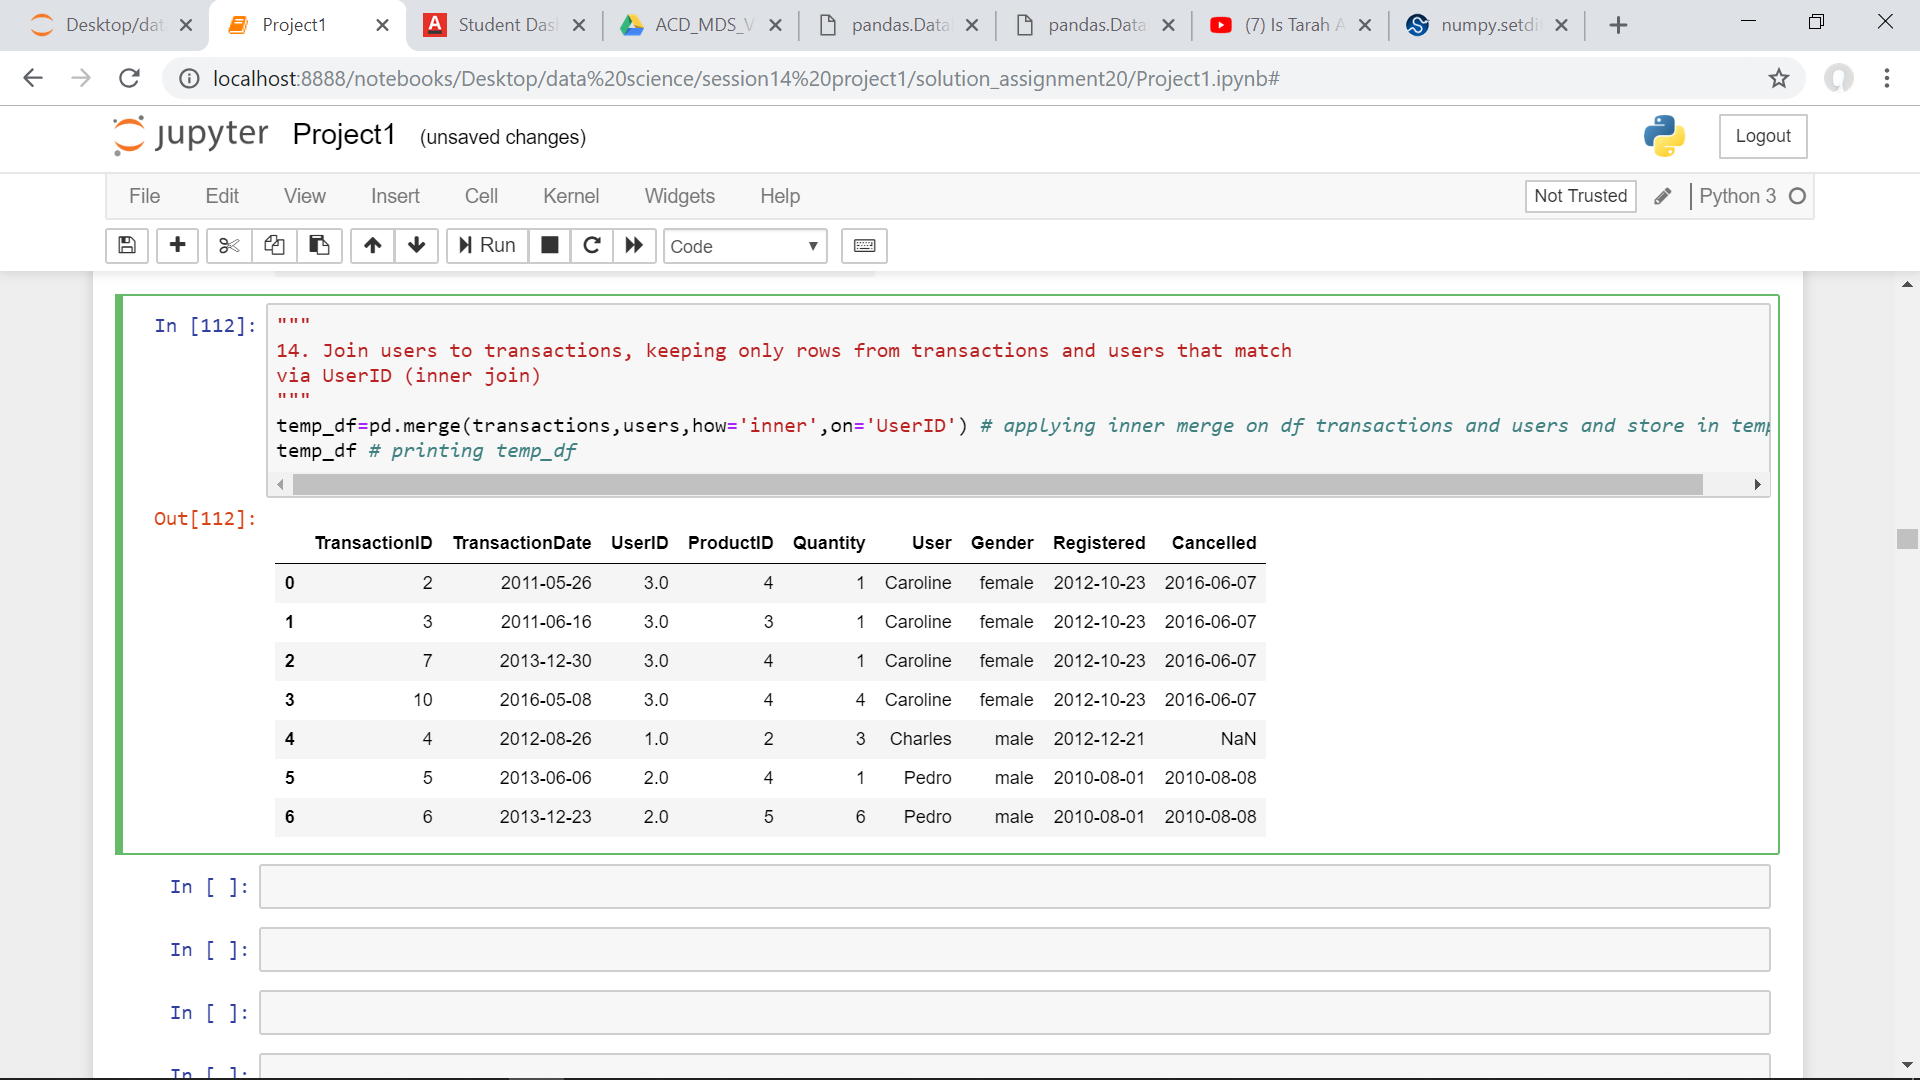 Desktop/dat
Project1
Student Das
ACD_MDS_V
pandas.Data
pandas.Data
(7) Is Tarah A
numpy.setdi
localhost:8888/notebooks/Desktop/data%20science/session14%20project1/solution_assignment20/Project1.ipynb#
jupyter Project1 (unsaved changes)
Logout
File Edit View Insert Cell Kernel Widgets Help
Not Trusted
Python 3
Run
Code
In [112]:
"""
14. Join users to transactions, keeping only rows from transactions and users that match
via UserID (inner join)
"""
temp_df=pd.merge(transactions,users,how='inner',on='UserID') # applying inner merge on df transactions and users and store in temp
temp_df # printing temp_df
Out[112]:
TransactionID TransactionDate UserID ProductID Quantity User Gender Registered Cancelled
0 2 2011-05-26 3.0 4 1 Caroline female 2012-10-23 2016-06-07
1 3 2011-06-16 3.0 3 1 Caroline female 2012-10-23 2016-06-07
2 7 2013-12-30 3.0 4 1 Caroline female 2012-10-23 2016-06-07
3 10 2016-05-08 3.0 4 4 Caroline female 2012-10-23 2016-06-07
4 4 2012-08-26 1.0 2 3 Charles male 2012-12-21 NaN
5 5 2013-06-06 2.0 4 1 Pedro male 2010-08-01 2010-08-08
6 6 2013-12-23 2.0 5 6 Pedro male 2010-08-01 2010-08-08
In [ ]:
In [ ]:
In [ ]:
In [ ]: